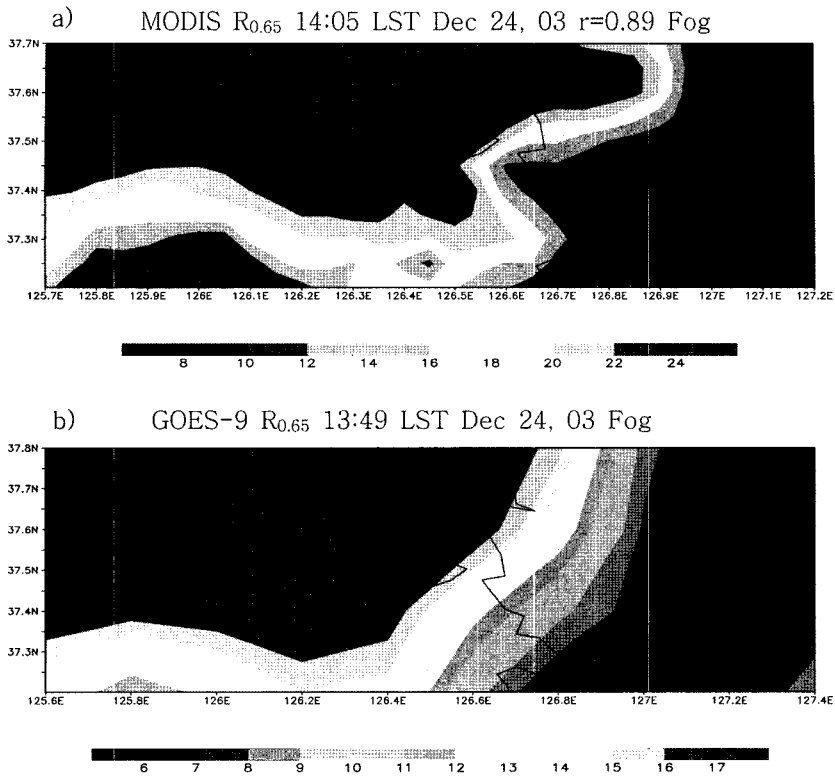 a) MODIS R0.65 14:05 LST Dec 24, 03 r=0.89 Fog
37.7N
37.6N
37.5N
37.4N
37.3N
125.7E 125.8E 125.9E 126E 126.1E 126.2E 126.3E 126.4E 126.5E 126.6E 126.7E 126.8E 126.9E 127E 127.1E 127.2E
8 10 12 14 16 18 20 22 24
b) GOES-9 R0.65 13:49 LST Dec 24, 03 Fog
37.8N
37.7N
37.6N
37.5N
37.4N
37.3N
125.6E 125.8E 126E 126.2E 126.4E 126.6E 126.8E 127E 127.2E 127.4E
6 7 8 9 10 11 12 13 14 15 16 17